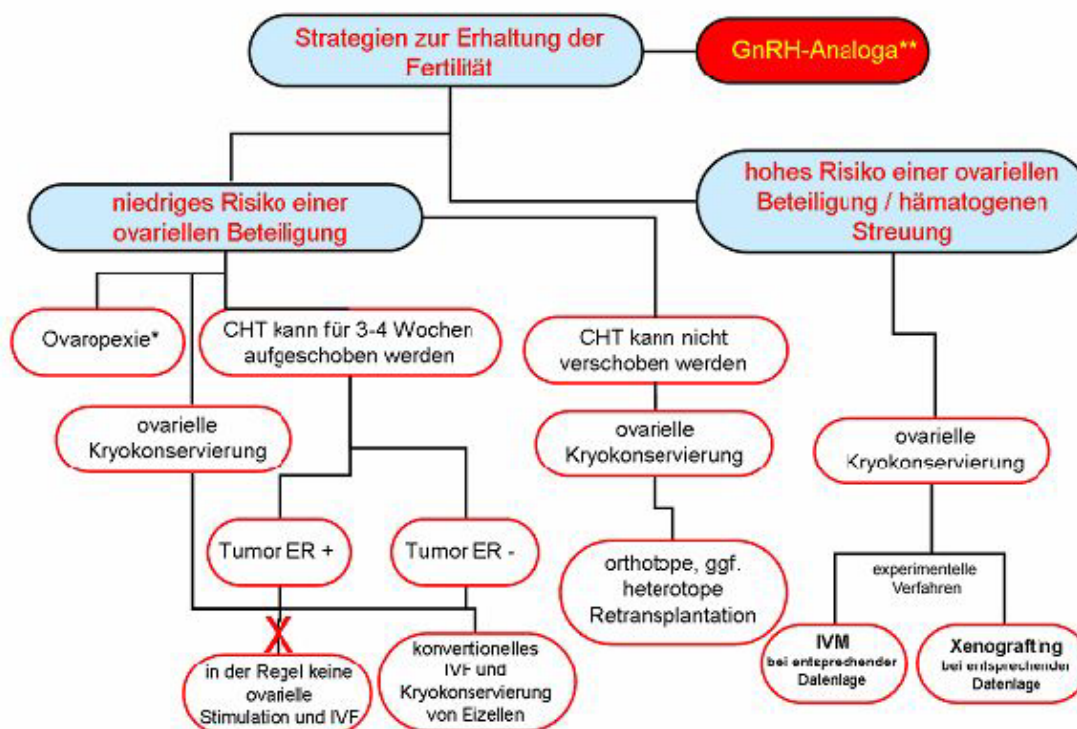 Strategien zur Erhaltung der
Fertilität
GnRH-Analoga**
niedriges Risiko einer
ovariellen Beteiligung
hohes Risiko einer ovariellen
Beteiligung / hämatogenen
Streuung
Ovaropexie*
CHT kann für 3-4 Wochen
aufgeschoben werden
CHT kann nicht
verschoben werden
ovarielle
Kryokonservierung
ovarielle
Kryokonservierung
ovarielle
Kryokonservierung
Tumor ER +
Tumor ER -
orthotope, ggf.
heterotope
Retransplantation
experimentelle
Verfahren
X
in der Regel keine
ovarielle
Stimulation und IVF
konventionelles
IVF und
Kryokonservierung
von Eizellen
IVM
bei entsprechender
Datenlage
Xenografting
bei entsprechender
Datenlage